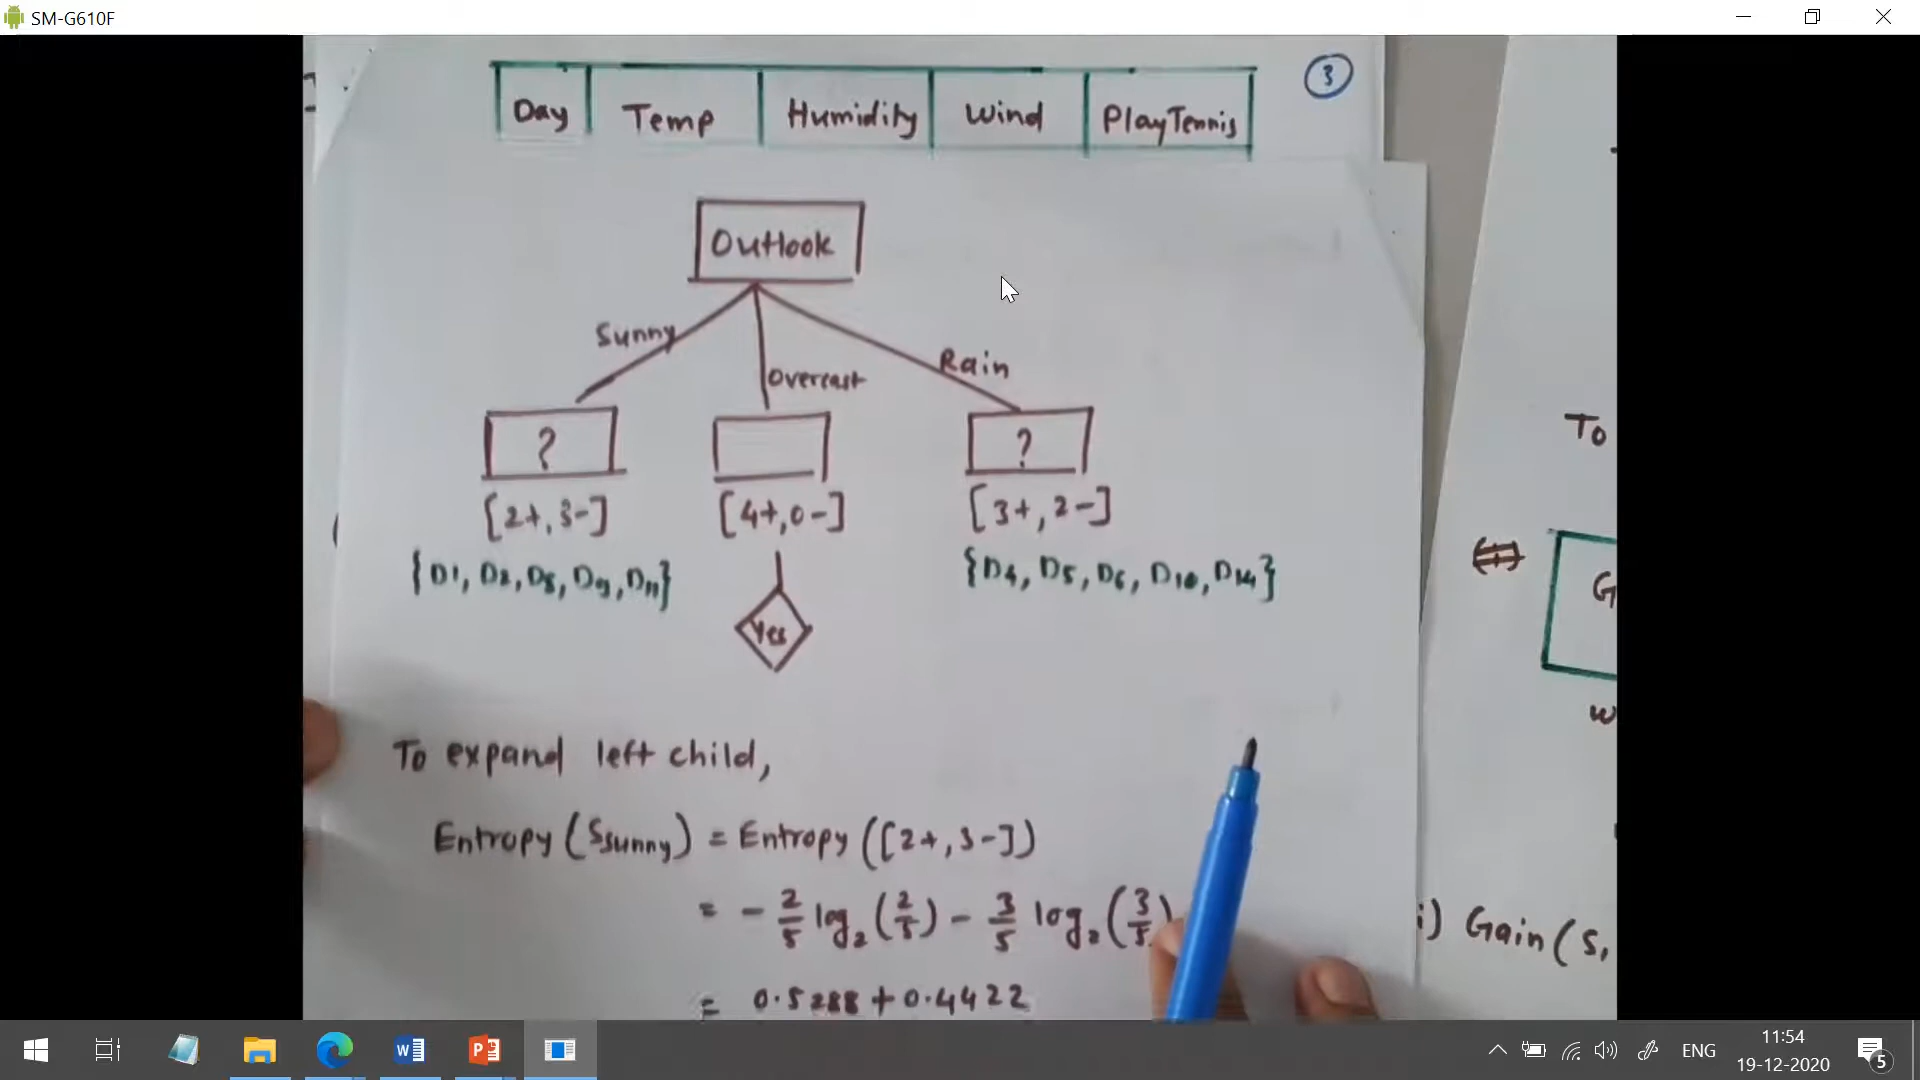 SM-G610F
Day Temp Humidity Wind PlayTennis
3
Outlook
Sunny
Overcast
Rain
?
?
[2+, 3-]
[4+, 0-]
[3+, 2-]
{D1, D2, D8, D9, D11}
{D4, D5, D6, D10, D14}
Yes
To expand left child,
Entropy (Ssunny) = Entropy ([2+, 3-])
= - 2/5 log2 (2/5) - 3/5 log2 (3/5)
= 0.5288 + 0.4422
To
G
w
i) Gain (S,
ENG
11:54
19-12-2020
5